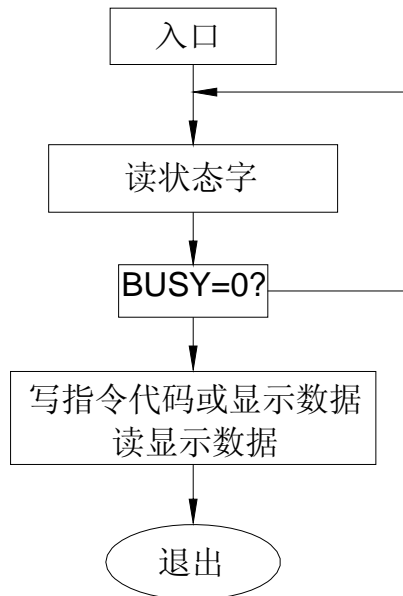 入口
读状态字
BUSY=0?
写指令代码或显示数据
读显示数据
退出